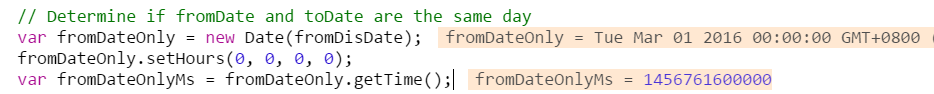 // Determine if fromDate and toDate are the same day
var fromDateOnly = new Date(fromDisDate); fromDateOnly = Tue Mar 01 2016 00:00:00 GMT+0800 (
fromDateOnly.setHours(0, 0, 0, 0);
var fromDateOnlyMs = fromDateOnly.getTime(); fromDateOnlyMs = 1456761600000